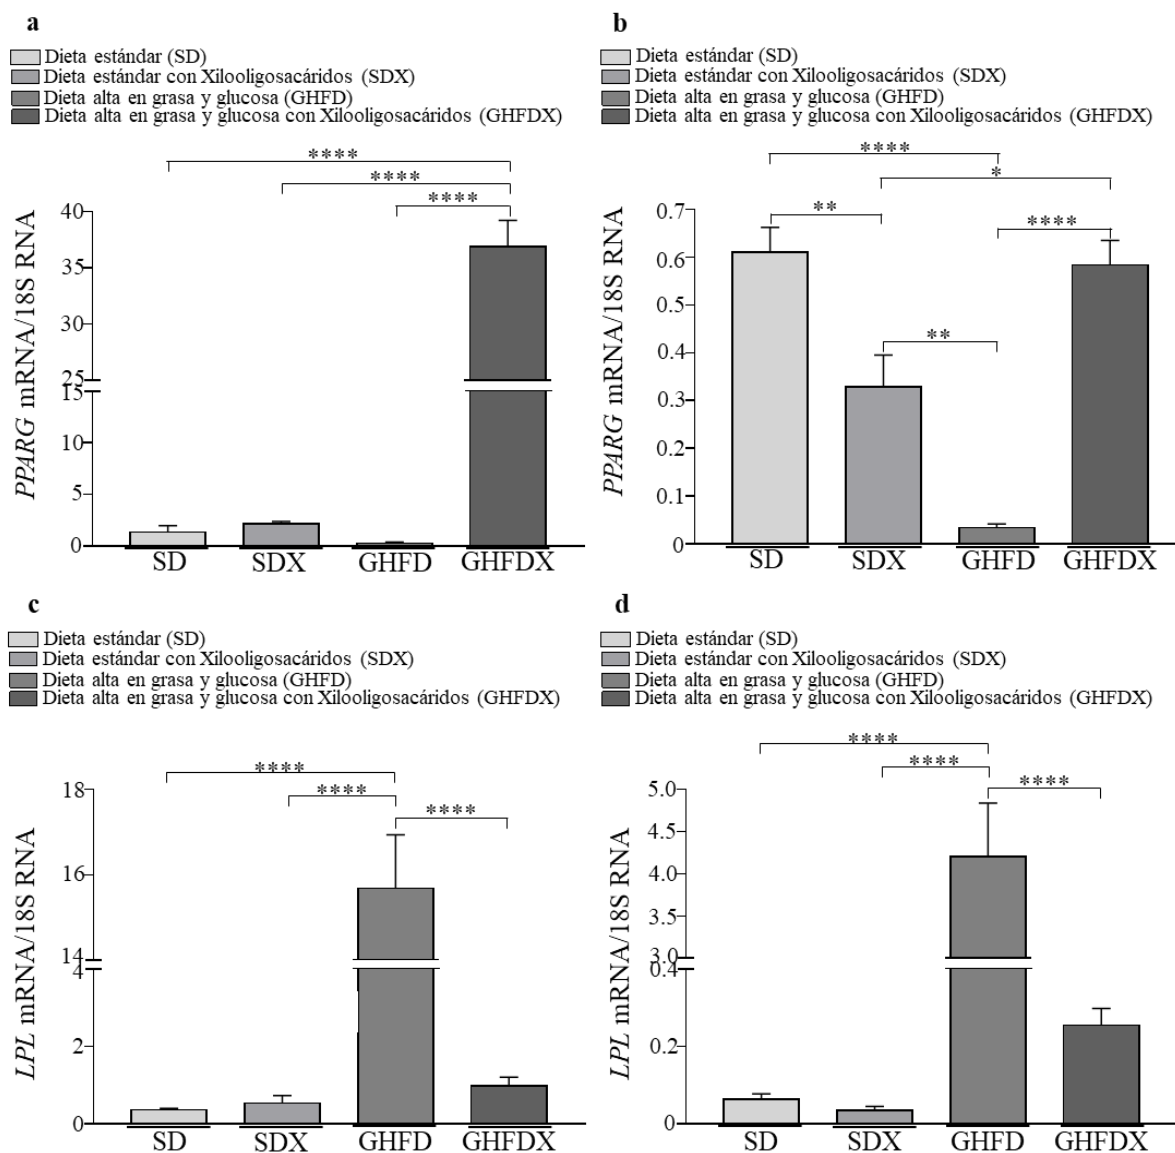 a
Dieta estándar (SD)
Dieta estándar con Xilooligosacáridos (SDX)
Dieta alta en grasa y glucosa (GHFD)
Dieta alta en grasa y glucosa con Xilooligosacáridos (GHFDX)
****
****
****
PPARG mRNA/18S RNA
40
35
30
25
15
10
5
0
SD SDX GHFD GHFDX
b
Dieta estándar (SD)
Dieta estándar con Xilooligosacáridos (SDX)
Dieta alta en grasa y glucosa (GHFD)
Dieta alta en grasa y glucosa con Xilooligosacáridos (GHFDX)
****
*
**
****
**
PPARG mRNA/18S RNA
0.7
0.6
0.5
0.4
0.3
0.2
0.1
0
SD SDX GHFD GHFDX
c
Dieta estándar (SD)
Dieta estándar con Xilooligosacáridos (SDX)
Dieta alta en grasa y glucosa (GHFD)
Dieta alta en grasa y glucosa con Xilooligosacáridos (GHFDX)
****
****
****
LPL mRNA/18S RNA
18
16
14
4
2
0
SD SDX GHFD GHFDX
d
Dieta estándar (SD)
Dieta estándar con Xilooligosacáridos (SDX)
Dieta alta en grasa y glucosa (GHFD)
Dieta alta en grasa y glucosa con Xilooligosacáridos (GHFDX)
****
****
****
LPL mRNA/18S RNA
5.0
4.5
4.0
3.5
3.0
0.4
0.2
0
SD SDX GHFD GHFDX